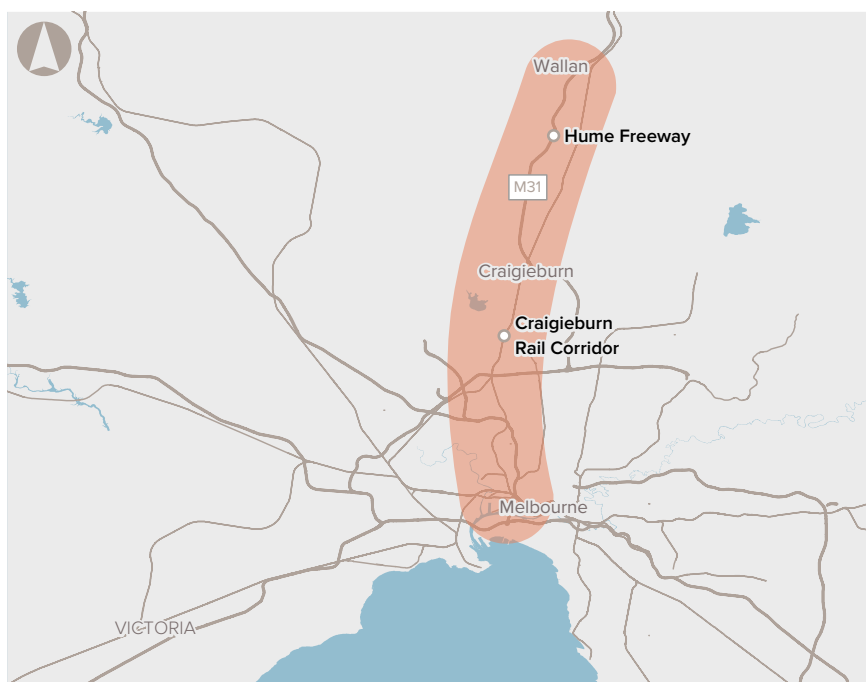 Wallan
Hume Freeway
M31
Craigieburn
Craigieburn
Rail Corridor
Melbourne
VICTORIA